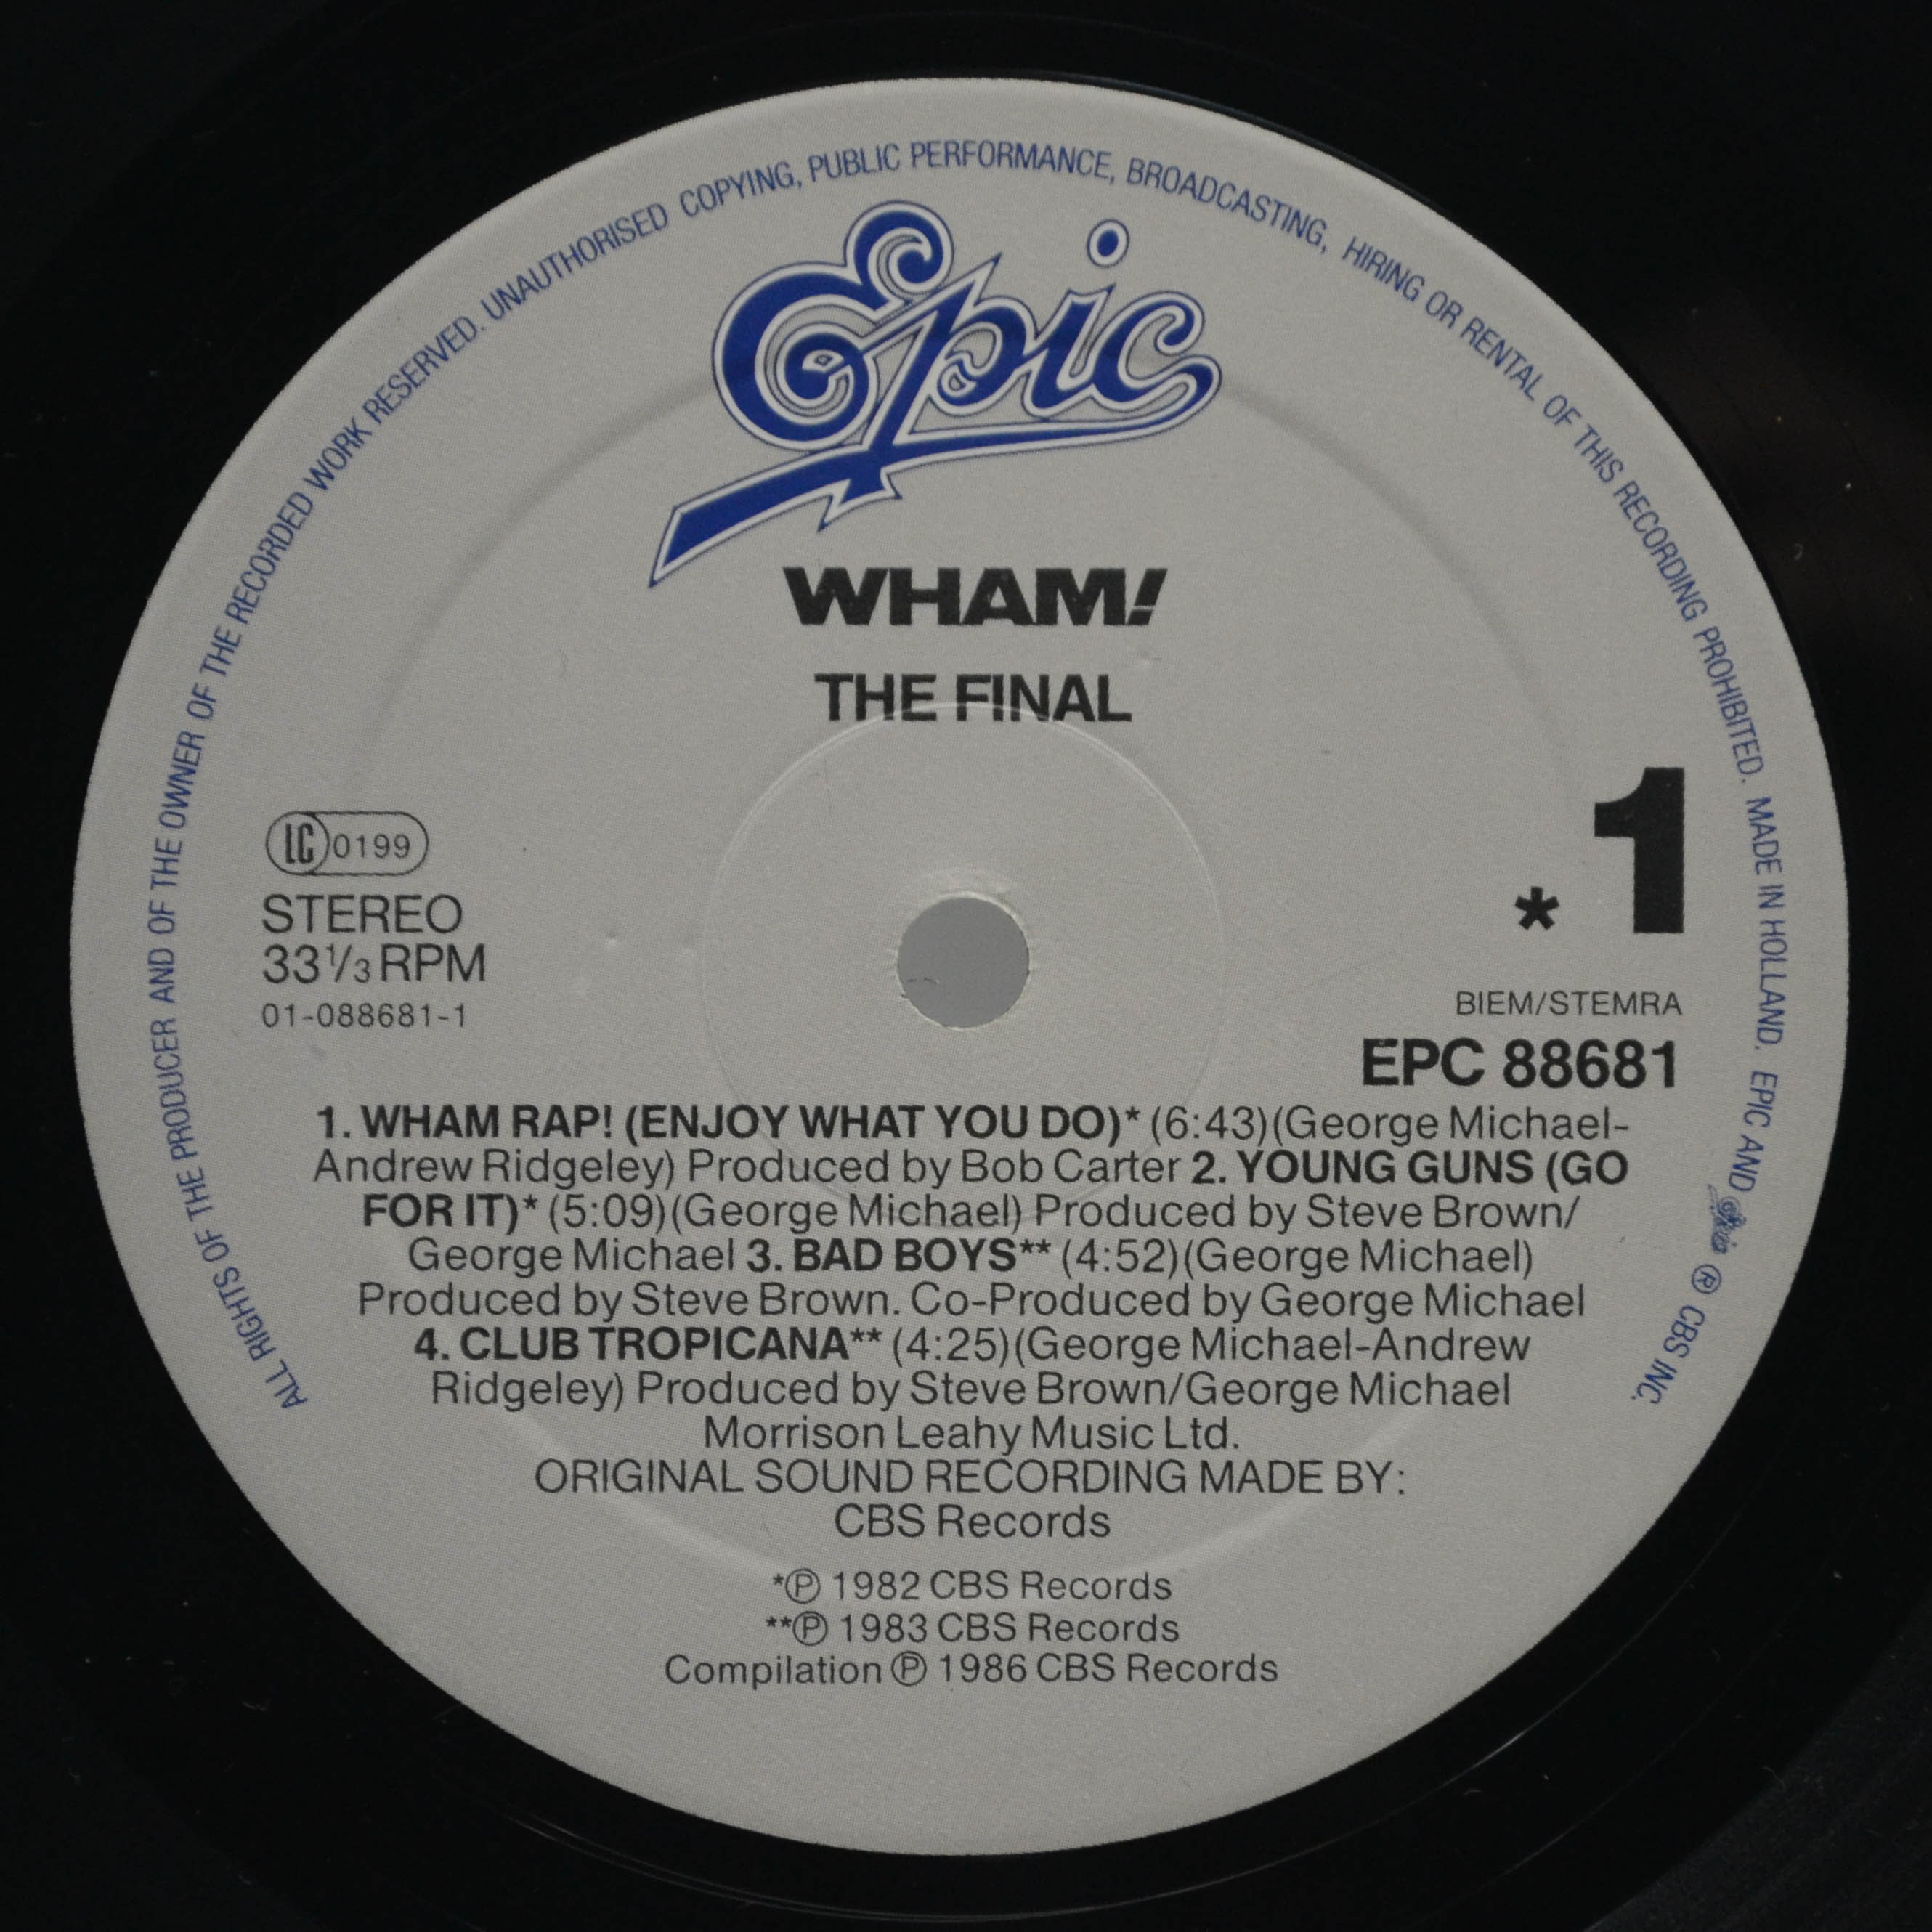 ALL RIGHTS OF THE PRODUCER AND OF THE OWNER OF THE RECORDED WORK RESERVED. UNAUTHORISED COPYING, PUBLIC PERFORMANCE, BROADCASTING, HIRING OR RENTAL OF THIS RECORDING PROHIBITED. MADE IN HOLLAND. EPIC AND Epic ® CBS INC.
Epic
WHAM!
THE FINAL
LC 0199
STEREO
33 1/3 RPM
01-088681-1
* 1
BIEM/STEMRA
EPC 88681
1. WHAM RAP! (ENJOY WHAT YOU DO)* (6:43)(George Michael-
Andrew Ridgeley) Produced by Bob Carter 2. YOUNG GUNS (GO
FOR IT)* (5:09)(George Michael) Produced by Steve Brown/
George Michael 3. BAD BOYS** (4:52)(George Michael)
Produced by Steve Brown. Co-Produced by George Michael
4. CLUB TROPICANA** (4:25)(George Michael-Andrew
Ridgeley) Produced by Steve Brown/George Michael
Morrison Leahy Music Ltd.
ORIGINAL SOUND RECORDING MADE BY:
CBS Records
*℗ 1982 CBS Records
**℗ 1983 CBS Records
Compilation ℗ 1986 CBS Records